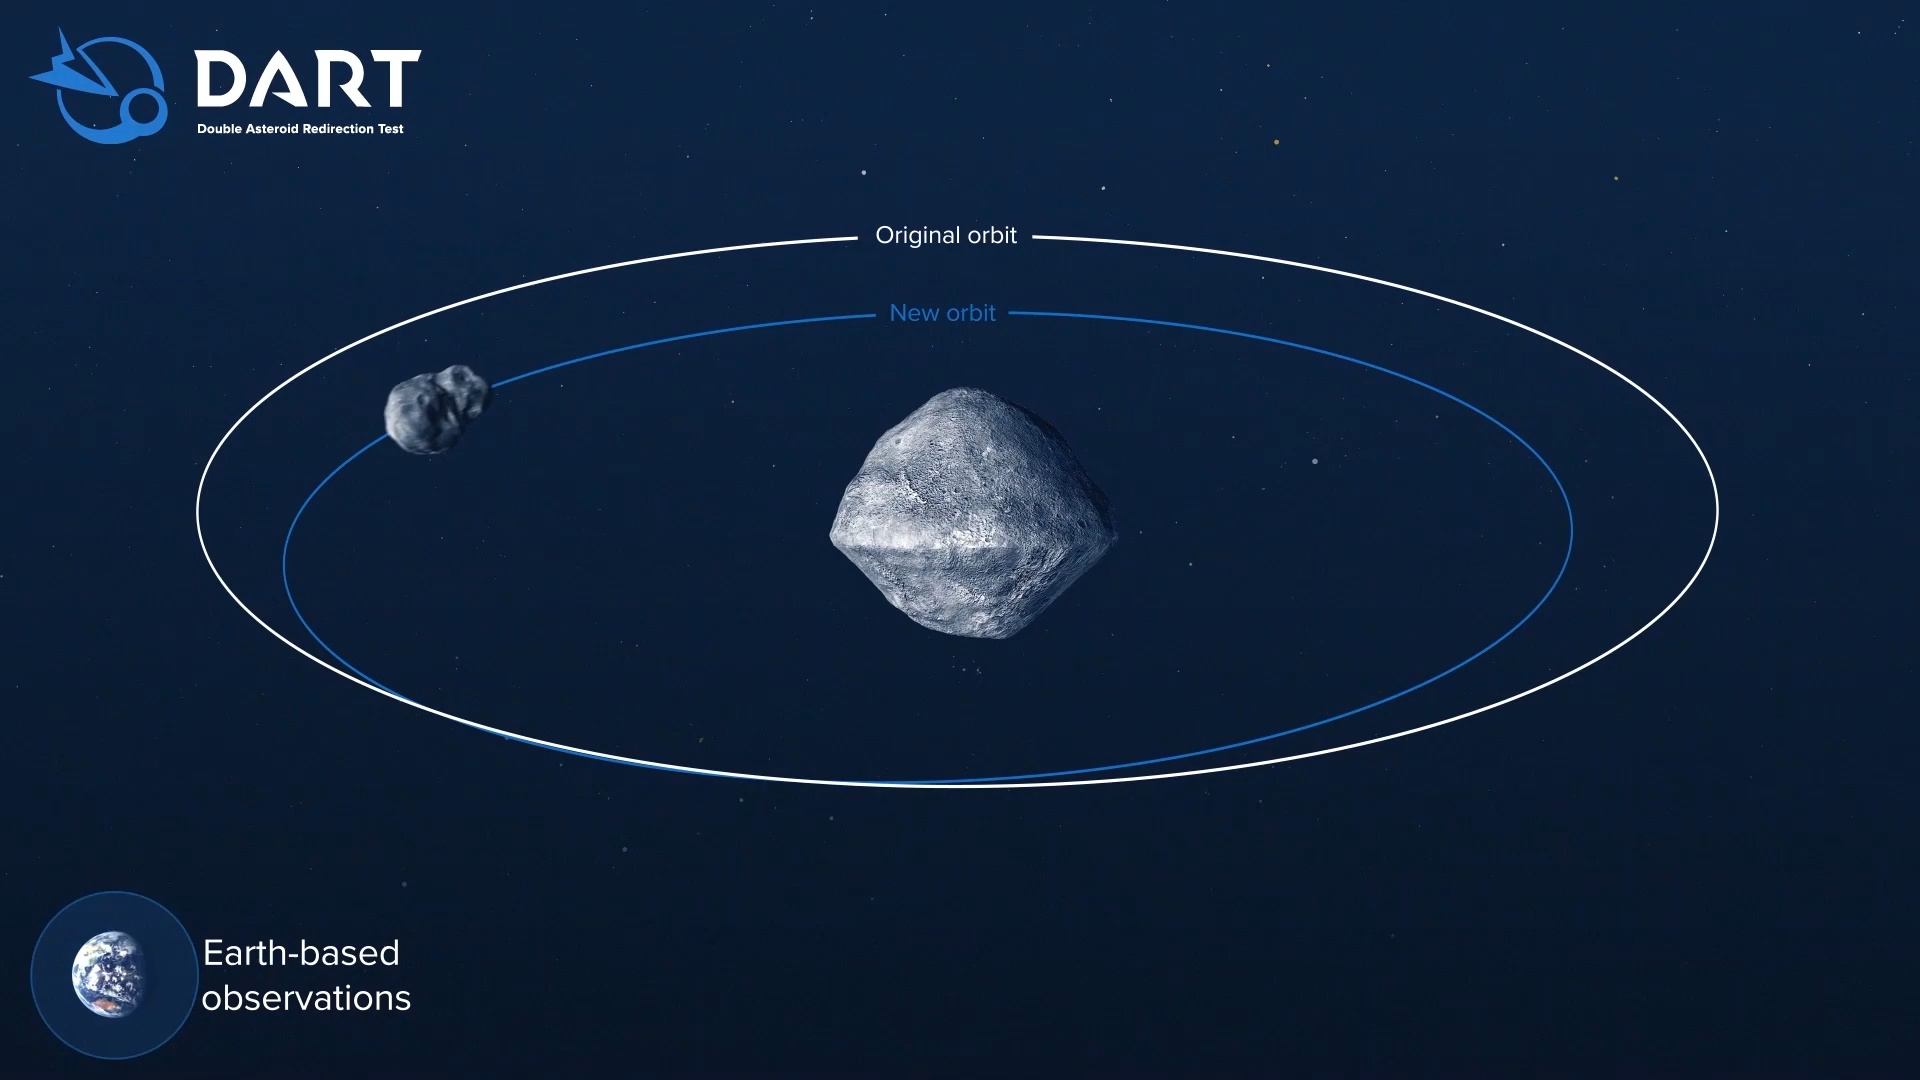 DART
Double Asteroid Redirection Test
Original orbit
New orbit
Earth-based
observations